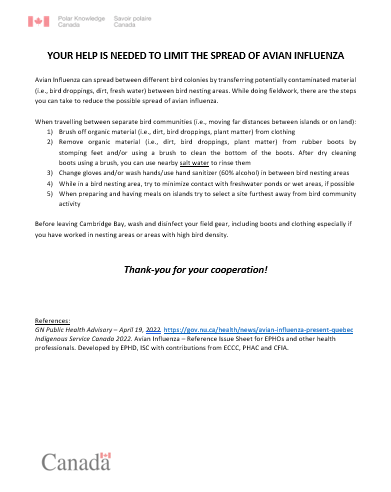 Polar Knowledge Savoir polaire
Canada Canada
YOUR HELP IS NEEDED TO LIMIT THE SPREAD OF AVIAN INFLUENZA
Avian Influenza can spread between different bird colonies by transferring potentially contaminated material
(i.e., bird droppings, dirt, fresh water) between bird nesting areas. While doing fieldwork, there are the steps
you can take to reduce the possible spread of avian influenza.
When travelling between separate bird communities (i.e., moving far distances between islands or on land):
1) Brush off organic material (i.e., dirt, bird droppings, plant matter) from clothing
2) Remove organic material (i.e., dirt, bird droppings, plant matter) from rubber boots by
stomping feet and/or using a brush to clean the bottom of the boots. After dry cleaning
boots using a brush, you can use nearby salt water to rinse them
3) Change gloves and/or wash hands/use hand sanitizer (60% alcohol) in between bird nesting areas
4) While in a bird nesting area, try to minimize contact with freshwater ponds or wet areas, if possible
5) When preparing and having meals on islands try to select a site furthest away from bird community
activity
Before leaving Cambridge Bay, wash and disinfect your field gear, including boots and clothing especially if
you have worked in nesting areas or areas with high bird density.
Thank-you for your cooperation!
References:
GN Public Health Advisory – April 19, 2022. https://gov.nu.ca/health/news/avian-influenza-present-quebec
Indigenous Service Canada 2022. Avian Influenza – Reference Issue Sheet for EPHOs and other health
professionals. Developed by EPHD, ISC with contributions from ECCC, PHAC and CFIA.
Canada